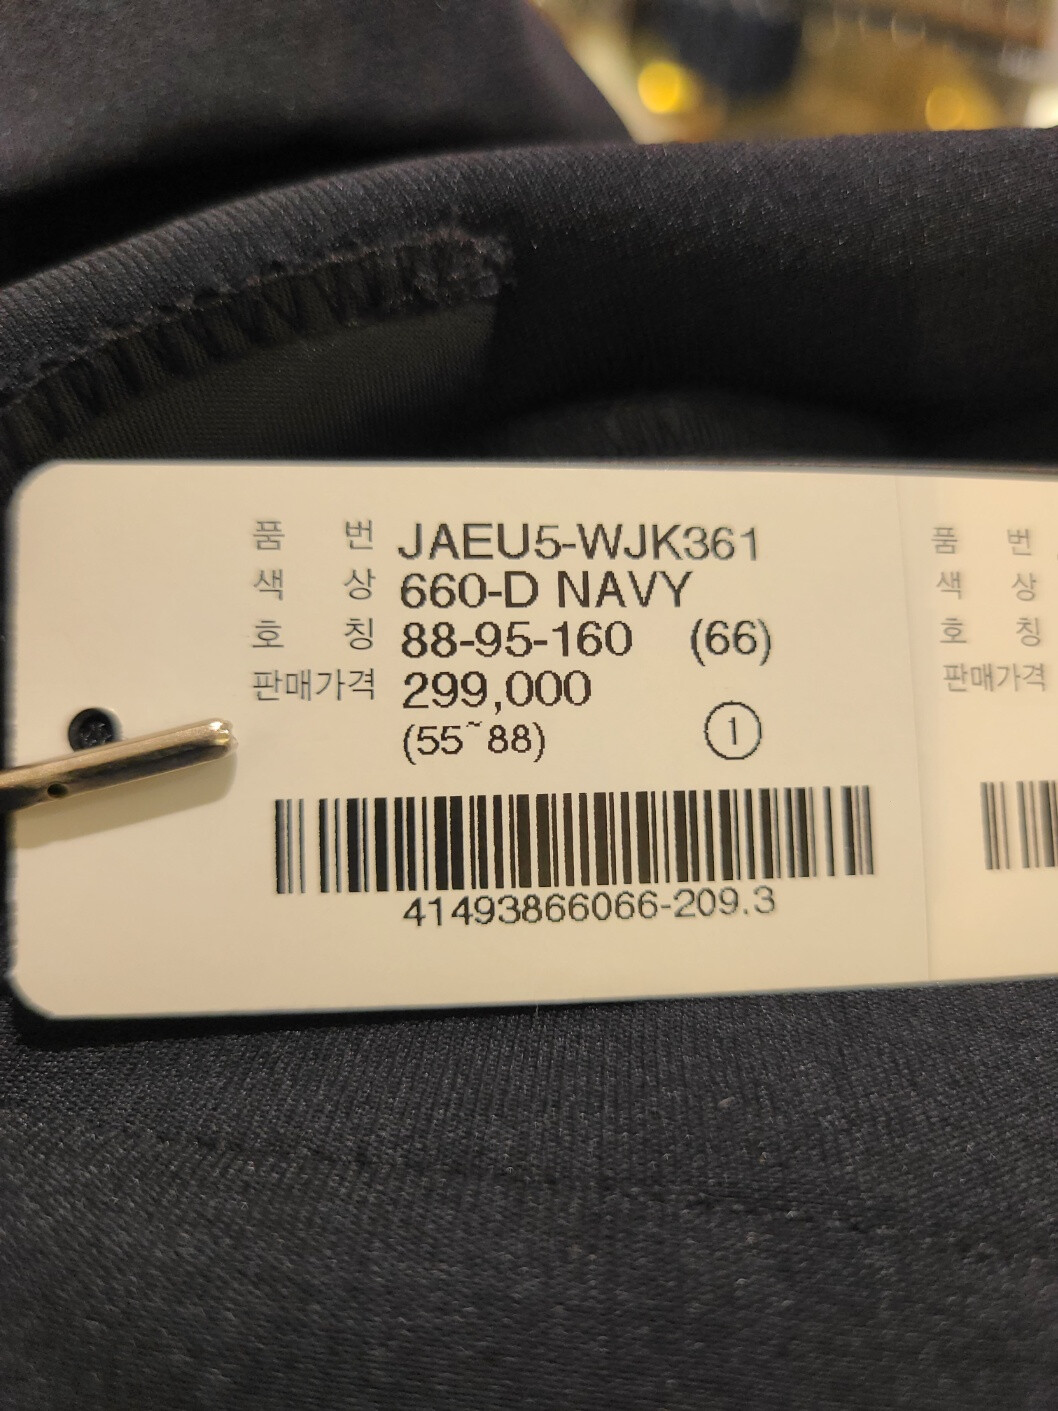 품 번 JAEU5-WJK361
색 상 660-D NAVY
호 칭 88-95-160 (66)
판매가격 299,000
(55~88) ①
41493866066-209.3
품 번
색 상
호 칭
판매가격